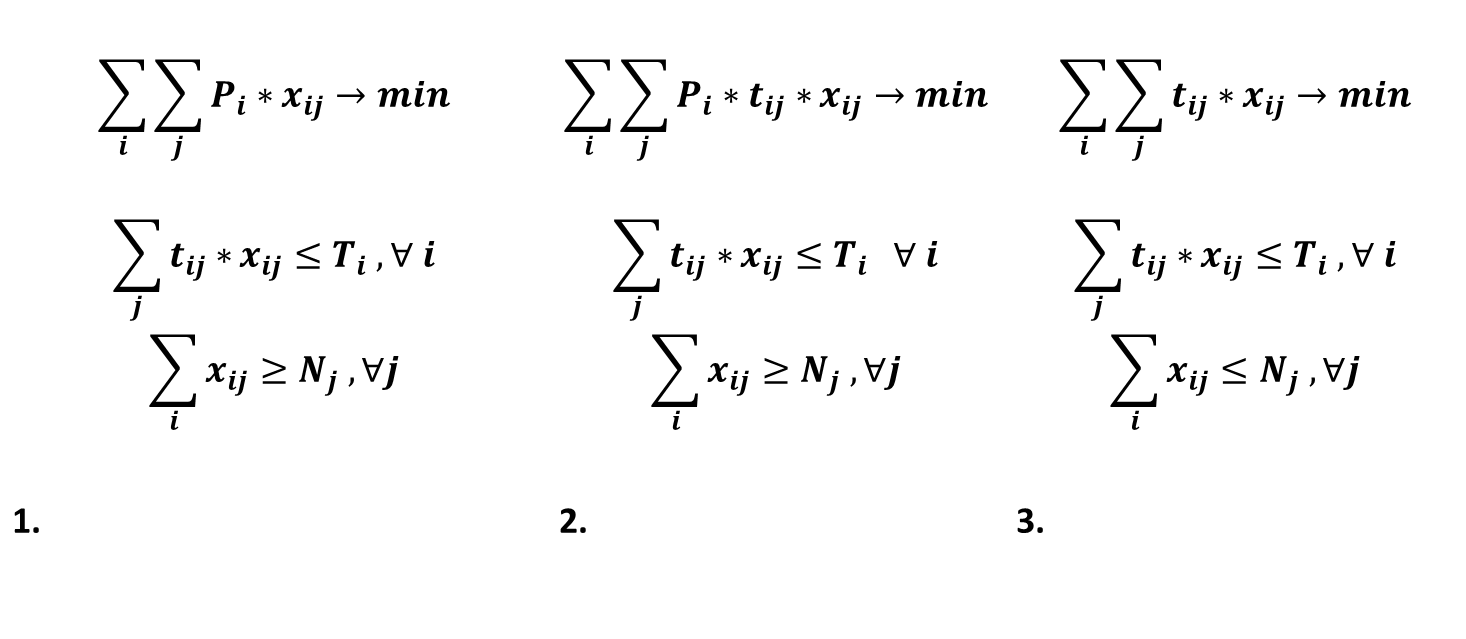 ∑_i ∑_j P_i * x_ij → min
∑_j t_ij * x_ij ≤ T_i , ∀ i
∑_i x_ij ≥ N_j , ∀j
1.
∑_i ∑_j P_i * t_ij * x_ij → min
∑_j t_ij * x_ij ≤ T_i ∀ i
∑_i x_ij ≥ N_j , ∀j
2.
∑_i ∑_j t_ij * x_ij → min
∑_j t_ij * x_ij ≤ T_i , ∀ i
∑_i x_ij ≤ N_j , ∀j
3.